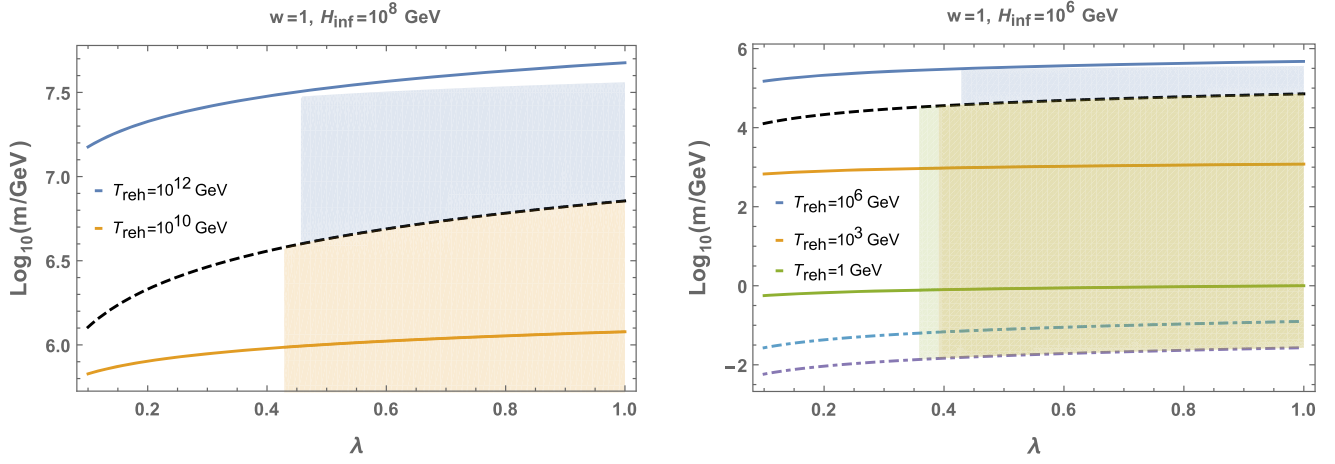 w=1, H_inf=10^8 GeV
Log10(m/GeV)
7.5
7.0
6.5
6.0
T_reh=10^12 GeV
T_reh=10^10 GeV
0.2 0.4 0.6 0.8 1.0
λ
w=1, H_inf=10^6 GeV
Log10(m/GeV)
6
4
2
0
−2
T_reh=10^6 GeV
T_reh=10^3 GeV
T_reh=1 GeV
0.2 0.4 0.6 0.8 1.0
λ